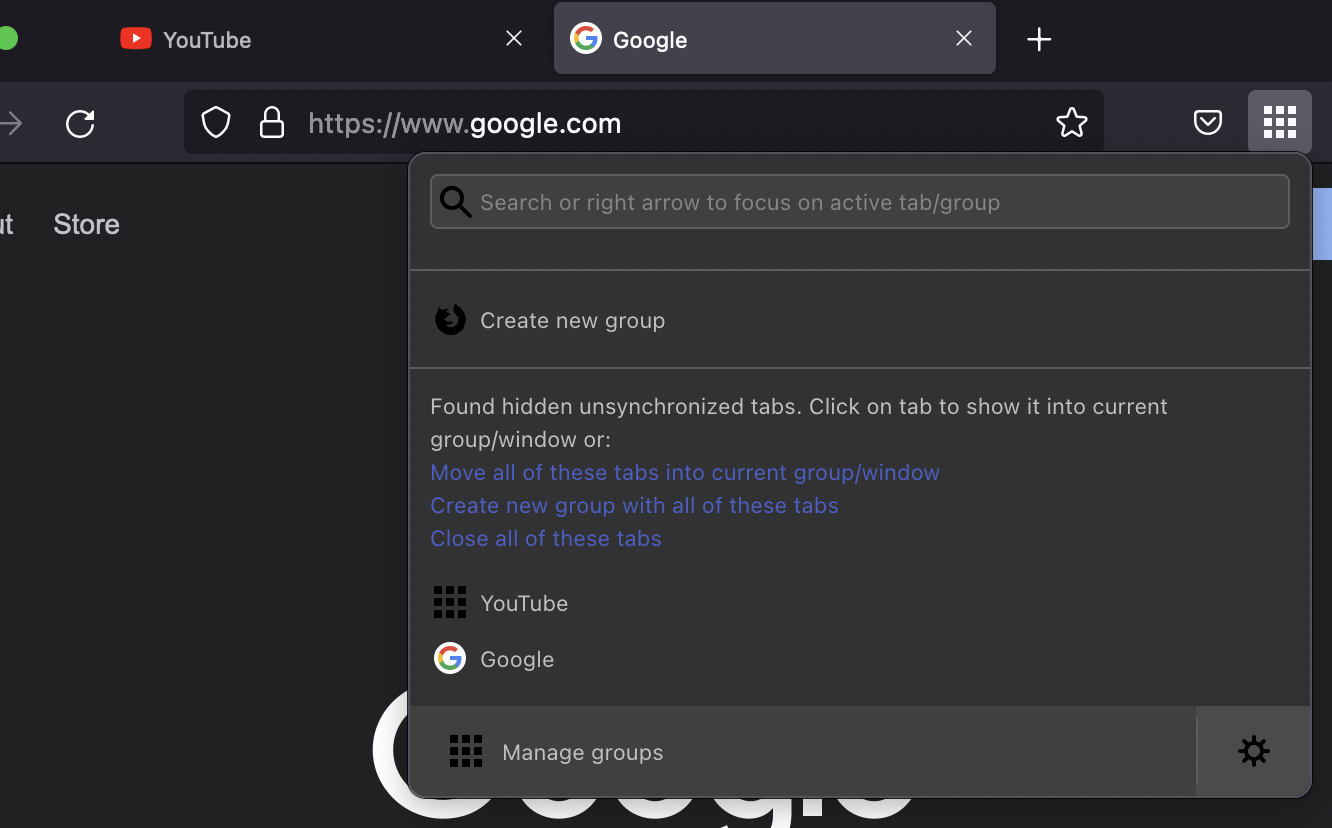 YouTube
Google
https://www.google.com
Store
Search or right arrow to focus on active tab/group
Create new group
Found hidden unsynchronized tabs. Click on tab to show it into current
group/window or:
Move all of these tabs into current group/window
Create new group with all of these tabs
Close all of these tabs
YouTube
Google
Manage groups